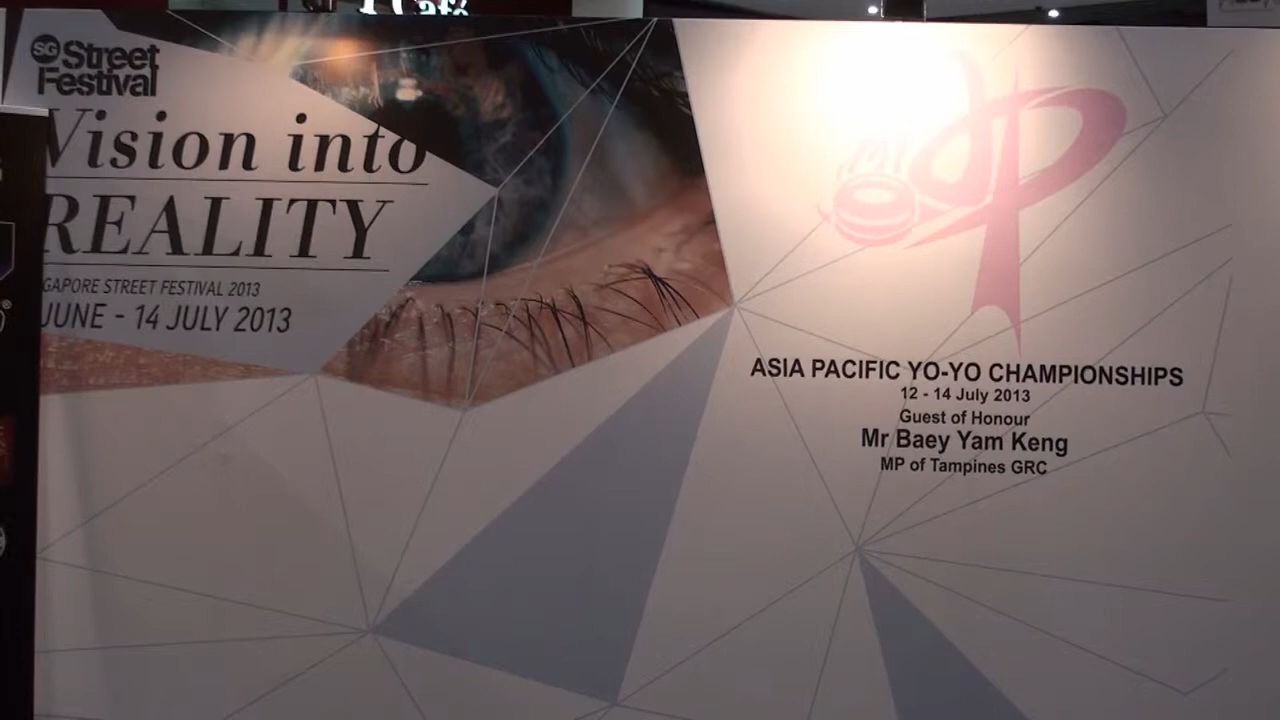 Café
SG Street
Festival
Vision into
REALITY
GAPORE STREET FESTIVAL 2013
JUNE - 14 JULY 2013
ASIA PACIFIC YO-YO CHAMPIONSHIPS
12 - 14 July 2013
Guest of Honour
Mr Baey Yam Keng
MP of Tampines GRC